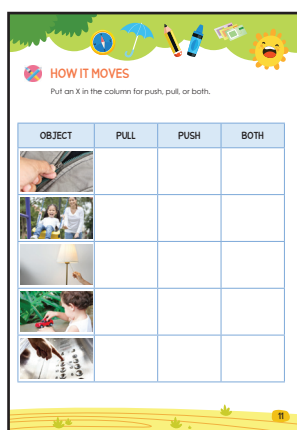 HOW IT MOVES
Put an X in the column for push, pull, or both.
OBJECT PULL PUSH BOTH
11